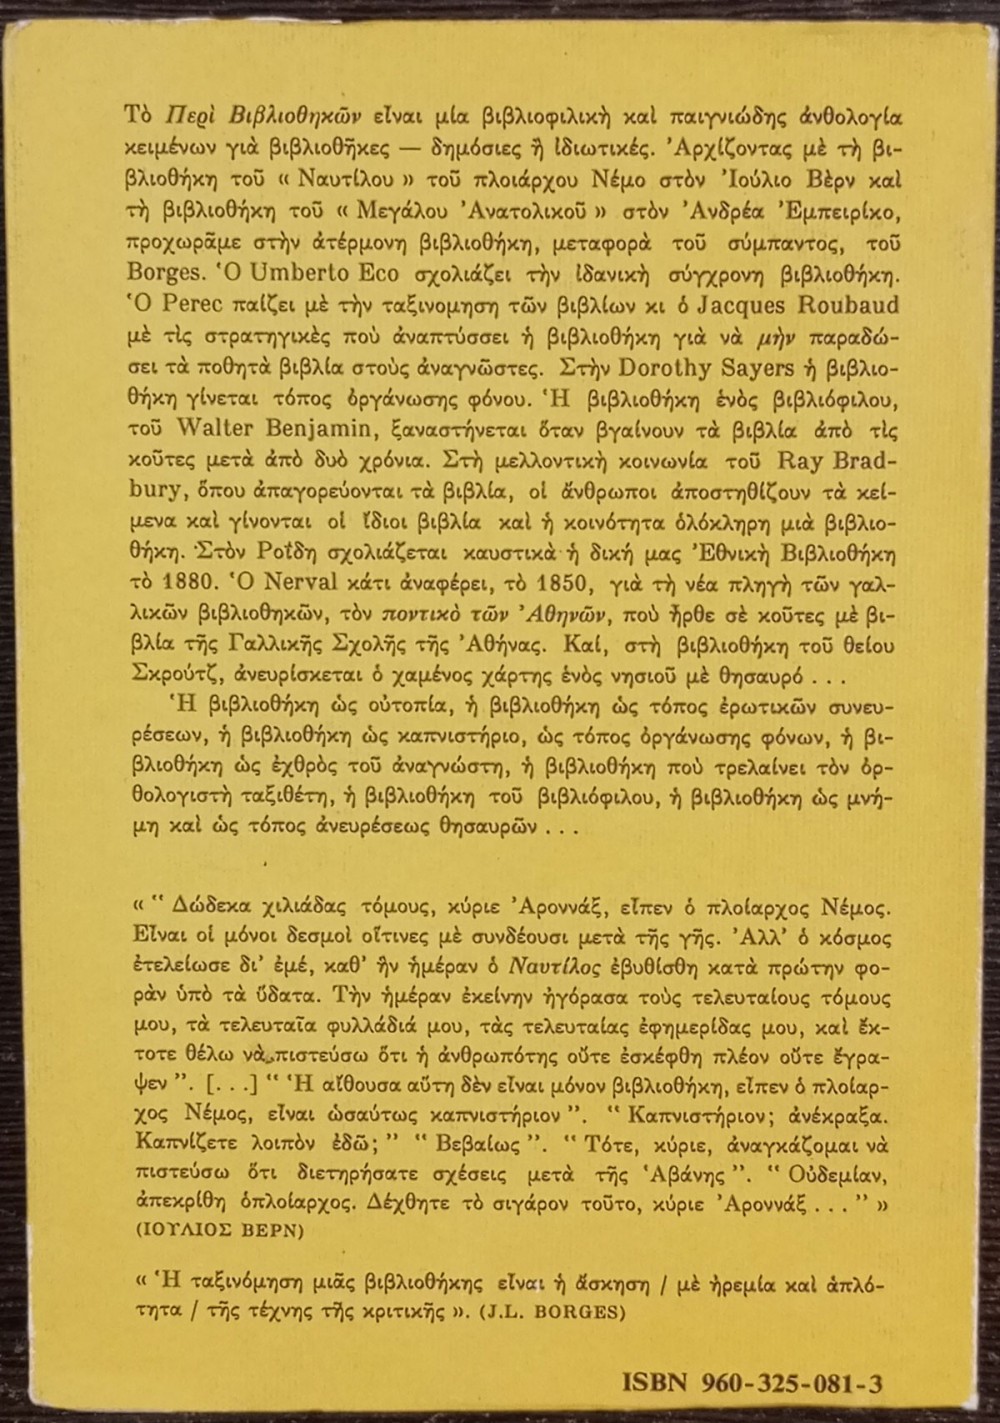 Τὸ Περὶ Βιβλιοθηκῶν εἶναι μία βιβλιοφιλικὴ καὶ παιγνιώδης ἀνθολογία
κειμένων γιὰ βιβλιοθῆκες — δημόσιες ἢ ἰδιωτικές. Ἀρχίζοντας μὲ τὴ βι-
βλιοθήκη τοῦ « Ναυτίλου » τοῦ πλοιάρχου Νέμο στὸν Ἰούλιο Βὲρν καὶ
τὴ βιβλιοθήκη τοῦ « Μεγάλου Ἀνατολικοῦ » στὸν Ἀνδρέα Ἐμπειρίκο,
προχωρᾶμε στὴν ἀτέρμονη βιβλιοθήκη, μεταφορὰ τοῦ σύμπαντος, τοῦ
Borges. Ὁ Umberto Eco σχολιάζει τὴν ἰδανικὴ σύγχρονη βιβλιοθήκη.
Ὁ Perec παίζει μὲ τὴν ταξινομηση τῶν βιβλίων κι ὁ Jacques Roubaud
μὲ τὶς στρατηγικὲς ποὺ ἀναπτύσσει ἡ βιβλιοθήκη γιὰ νὰ μὴν παραδώ-
σει τὰ ποθητὰ βιβλία στοὺς ἀναγνῶστες. Στὴν Dorothy Sayers ἡ βιβλιο-
θήκη γίνεται τόπος ὀργάνωσης φόνου. Ἡ βιβλιοθήκη ἑνὸς βιβλιόφιλου,
τοῦ Walter Benjamin, ξαναστήνεται ὅταν βγαίνουν τὰ βιβλία ἀπὸ τὶς
κοῦτες μετὰ ἀπὸ δυὸ χρόνια. Στὴ μελλοντικὴ κοινωνία τοῦ Ray Brad-
bury, ὅπου ἀπαγορεύονται τὰ βιβλία, οἱ ἄνθρωποι ἀποστηθίζουν τὰ κεί-
μενα καὶ γίνονται οἱ ἴδιοι βιβλία καὶ ἡ κοινότητα ὁλόκληρη μιὰ βιβλιο-
θήκη. Στὸν Ροΐδη σχολιάζεται καυστικὰ ἡ δική μας Ἐθνικὴ Βιβλιοθήκη
τὸ 1880. Ὁ Nerval κάτι ἀναφέρει, τὸ 1850, γιὰ τὴ νέα πληγὴ τῶν γαλ-
λικῶν βιβλιοθηκῶν, τὸν ποντικὸ τῶν Ἀθηνῶν, ποὺ ἦρθε σὲ κοῦτες μὲ βι-
βλία τῆς Γαλλικῆς Σχολῆς τῆς Ἀθήνας. Καί, στὴ βιβλιοθήκη τοῦ θείου
Σκρούτζ, ἀνευρίσκεται ὁ χαμένος χάρτης ἑνὸς νησιοῦ μὲ θησαυρό . . .
Ἡ βιβλιοθήκη ὡς οὐτοπία, ἡ βιβλιοθήκη ὡς τόπος ἐρωτικῶν συνευ-
ρέσεων, ἡ βιβλιοθήκη ὡς καπνιστήριο, ὡς τόπος ὀργάνωσης φόνων, ἡ βι-
βλιοθήκη ὡς ἐχθρὸς τοῦ ἀναγνώστη, ἡ βιβλιοθήκη ποὺ τρελαίνει τὸν ὀρ-
θολογιστὴ ταξιθέτη, ἡ βιβλιοθήκη τοῦ βιβλιόφιλου, ἡ βιβλιοθήκη ὡς μνή-
μη καὶ ὡς τόπος ἀνευρέσεως θησαυρῶν . . .
« “ Δώδεκα χιλιάδας τόμους, κύριε Ἀροννάξ, εἶπεν ὁ πλοίαρχος Νέμος.
Εἶναι οἱ μόνοι δεσμοὶ οἵτινες μὲ συνδέουσι μετὰ τῆς γῆς. Ἀλλ’ ὁ κόσμος
ἐτελείωσε δι’ ἐμέ, καθ’ ἣν ἡμέραν ὁ Ναυτίλος ἐβυθίσθη κατὰ πρώτην φο-
ρὰν ὑπὸ τὰ ὕδατα. Τὴν ἡμέραν ἐκείνην ἠγόρασα τοὺς τελευταίους τόμους
μου, τὰ τελευταῖα φυλλάδιά μου, τὰς τελευταίας ἐφημερίδας μου, καὶ ἔκ-
τοτε θέλω νὰ πιστεύσω ὅτι ἡ ἀνθρωπότης οὔτε ἐσκέφθη πλέον οὔτε ἔγρα-
ψεν ”. [. . .] “ Ἡ αἴθουσα αὕτη δὲν εἶναι μόνον βιβλιοθήκη, εἶπεν ὁ πλοίαρ-
χος Νέμος, εἶναι ὡσαύτως καπνιστήριον ”. “ Καπνιστήριον; ἀνέκραξα.
Καπνίζετε λοιπὸν ἐδῶ; ” “ Βεβαίως ”. “ Τότε, κύριε, ἀναγκάζομαι νὰ
πιστεύσω ὅτι διετηρήσατε σχέσεις μετὰ τῆς Ἀβάνης ”. “ Οὐδεμίαν,
ἀπεκρίθη ὁπλοίαρχος. Δέχθητε τὸ σιγάρον τοῦτο, κύριε Ἀροννάξ . . . ” »
(ΙΟΥΛΙΟΣ ΒΕΡΝ)
« Ἡ ταξινόμηση μιᾶς βιβλιοθήκης εἶναι ἡ ἄσκηση / μὲ ἠρεμία καὶ ἁπλό-
τητα / τῆς τέχνης τῆς κριτικῆς ». (J.L. BORGES)
ISBN 960-325-081-3